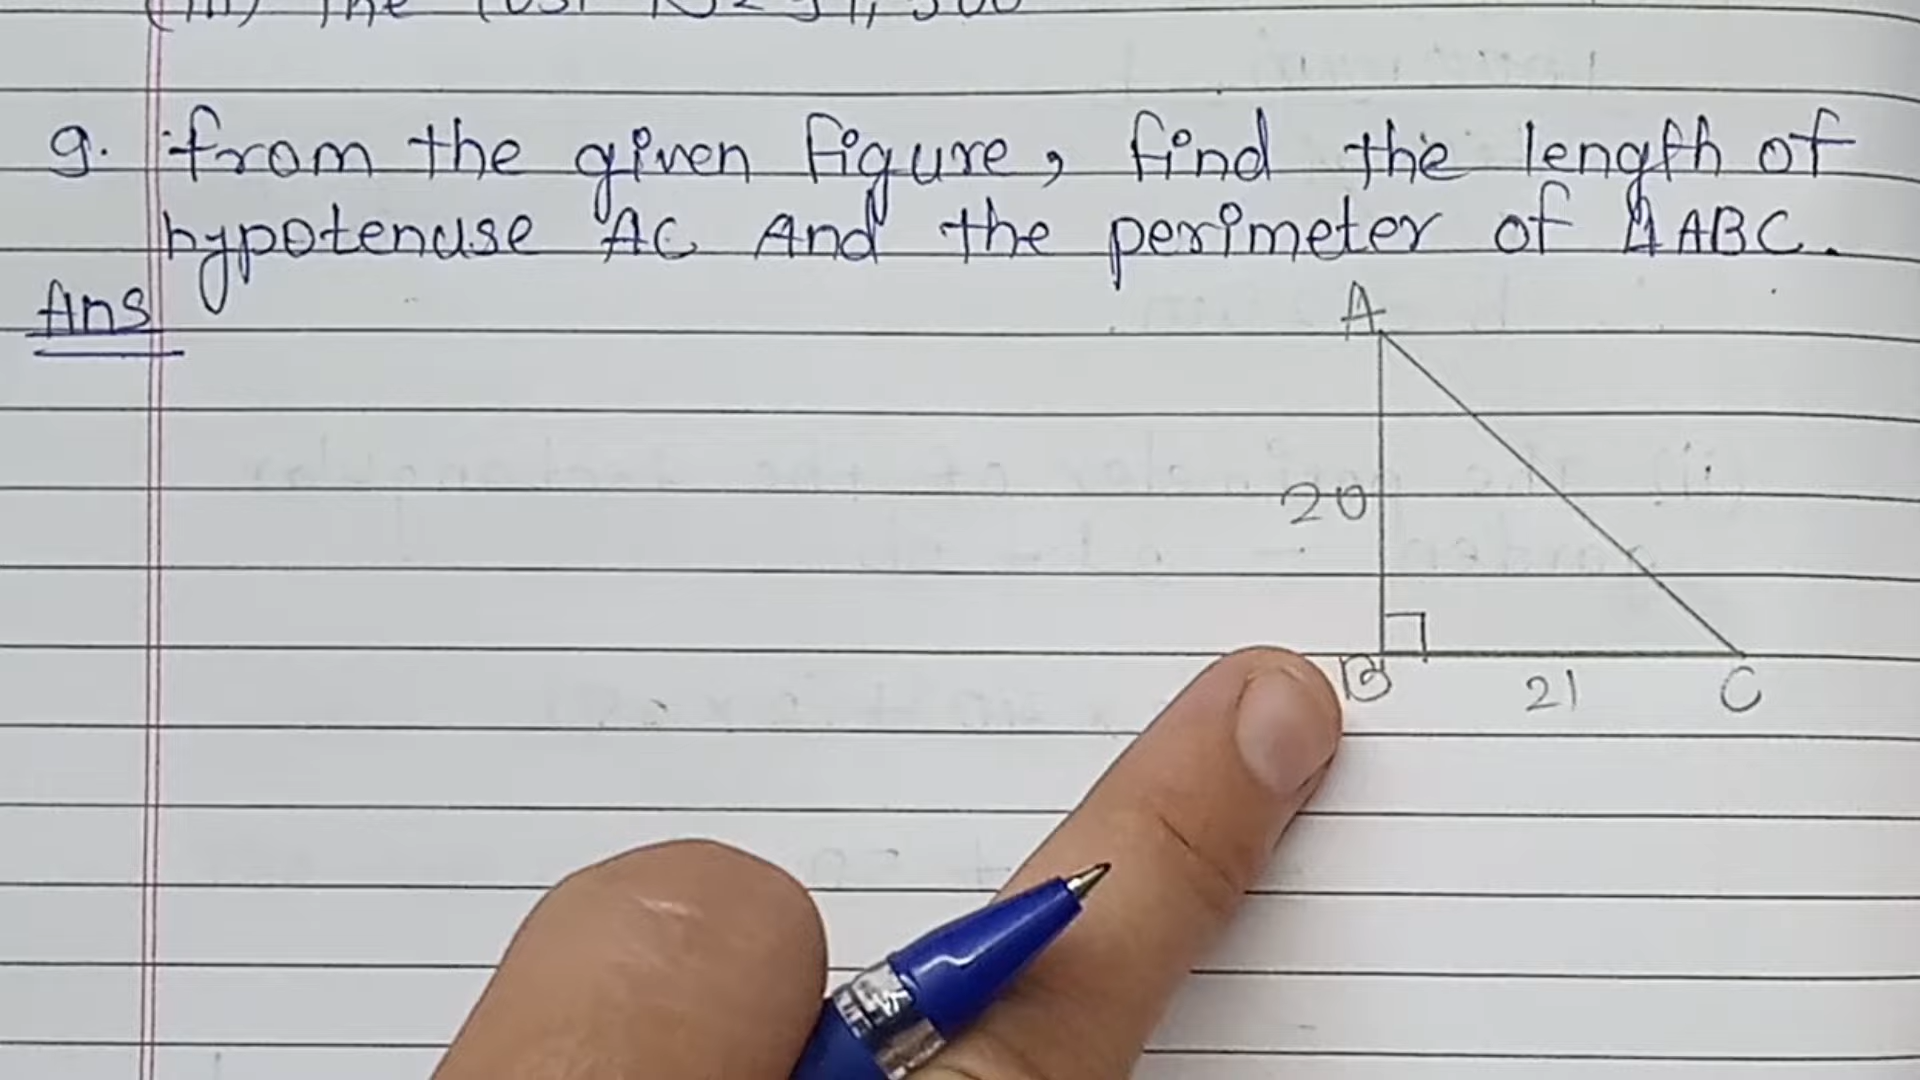 9. from the given figure, find the length of
hypotenuse AC And the perimeter of ΔABC.
Ans
A
20
B 21 C